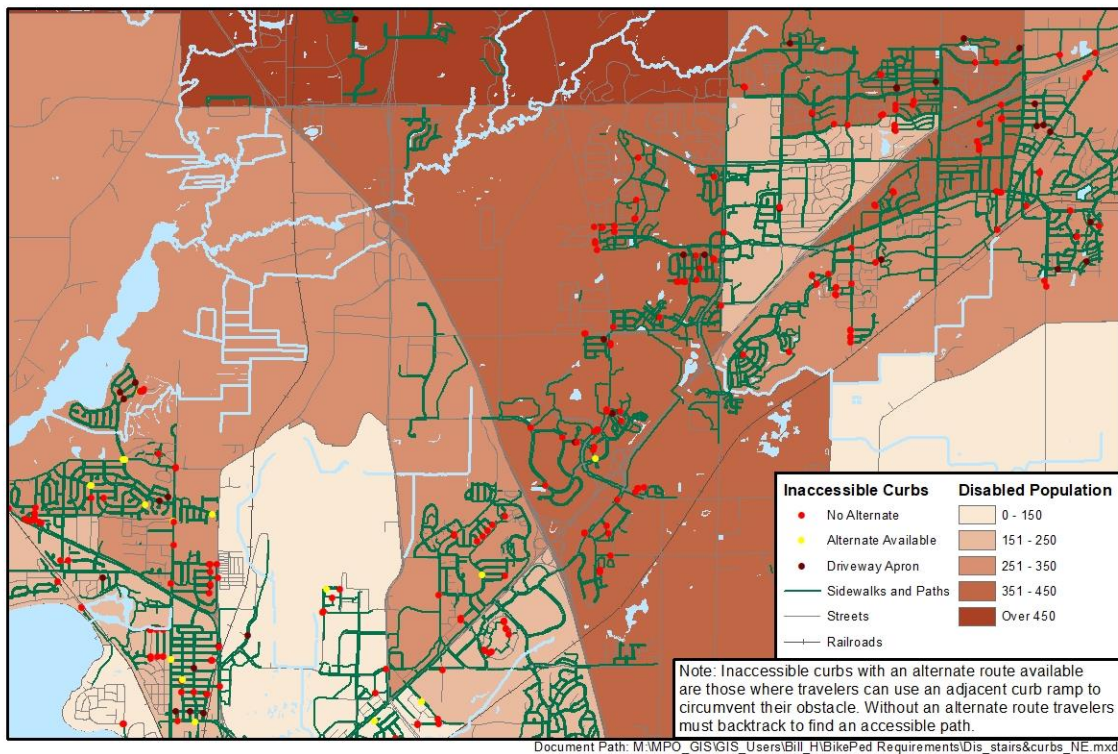 Inaccessible Curbs
No Alternate
Alternate Available
Driveway Apron
Sidewalks and Paths
Streets
Railroads
Disabled Population
0 - 150
151 - 250
251 - 350
351 - 450
Over 450
Note: Inaccessible curbs with an alternate route available
are those where travelers can use an adjacent curb ramp to
circumvent their obstacle. Without an alternate route travelers
must backtrack to find an accessible path.
Document Path: M:\MPO_GIS\GIS_Users\Bill_H\BikePed Requirements\Dis_stains&curbs_NE.mxd